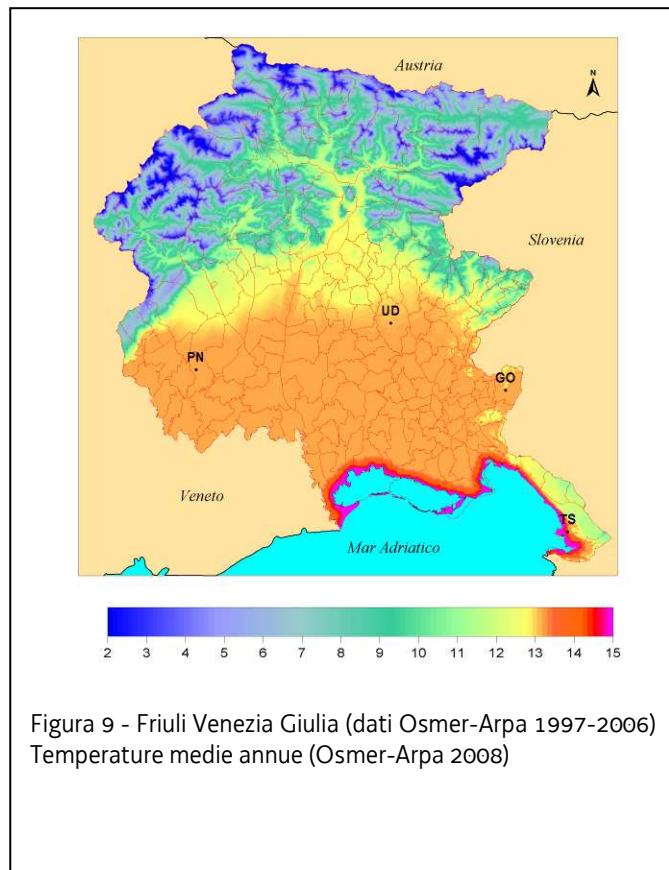 Austria
N
Slovenia
UD
PN
GO
Veneto
TS
Mar Adriatico
2 3 4 5 6 7 8 9 10 11 12 13 14 15
Figura 9 - Friuli Venezia Giulia (dati Osmer-Arpa 1997-2006)
Temperature medie annue (Osmer-Arpa 2008)